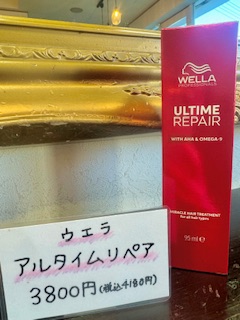 WELLA
PROFESSIONALS
ULTIME
REPAIR
WITH AHA & OMEGA-9
MIRACLE HAIR TREATMENT
for all hair types
95 ml e
ウエラ
アルタイムリペア
3800円(税込4180円)